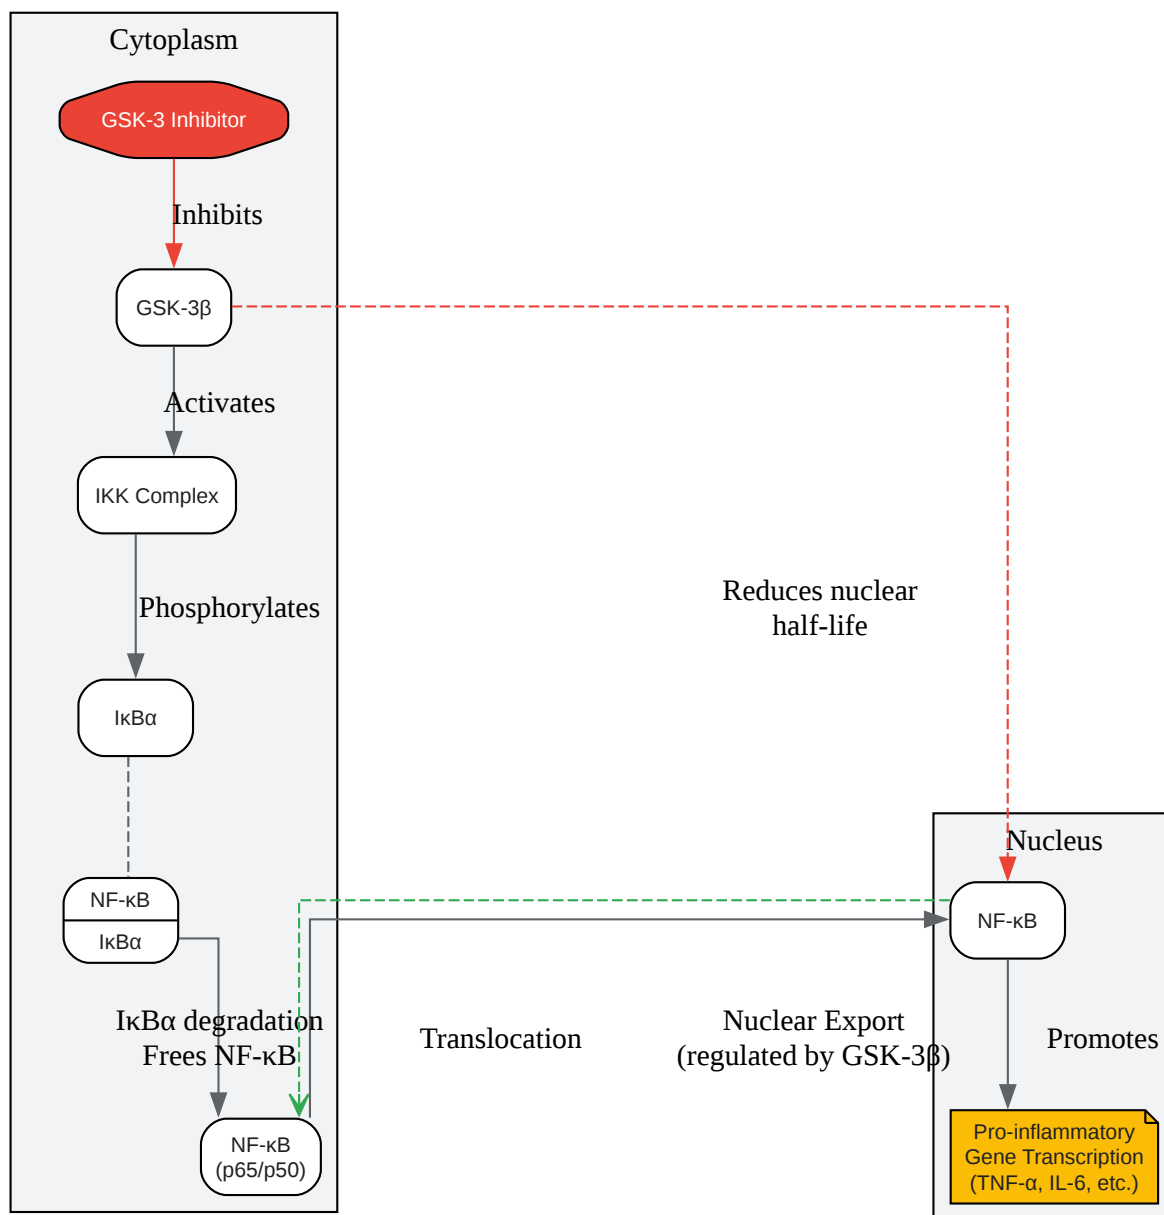 Cytoplasm
GSK-3 Inhibitor
Inhibits
GSK-3β
Activates
IKK Complex
Phosphorylates
Reduces nuclear
half-life
IκBα
Nucleus
NF-κB
IκBα
NF-κB
IκBα degradation
Frees NF-κB
Translocation
Nuclear Export
(regulated by GSK-3β)
Promotes
NF-κB
(p65/p50)
Pro-inflammatory
Gene Transcription
(TNF-α, IL-6, etc.)